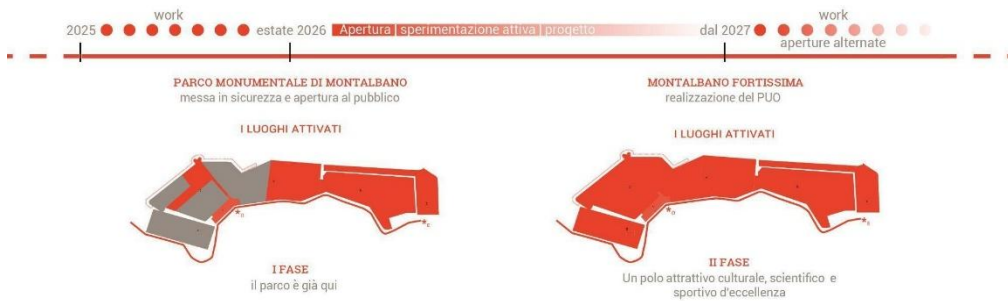 work
work
2025
estate 2026
Apertura | sperimentazione attiva | progetto
dal 2027
aperture alternate
PARCO MONUMENTALE DI MONTALBANO
messa in sicurezza e apertura al pubblico
MONTALBANO FORTISSIMA
realizzazione del PUO
I LUOGHI ATTIVATI
I LUOGHI ATTIVATI
I FASE
il parco è già qui
II FASE
Un polo attrattivo culturale, scientifico e
sportivo d'eccellenza